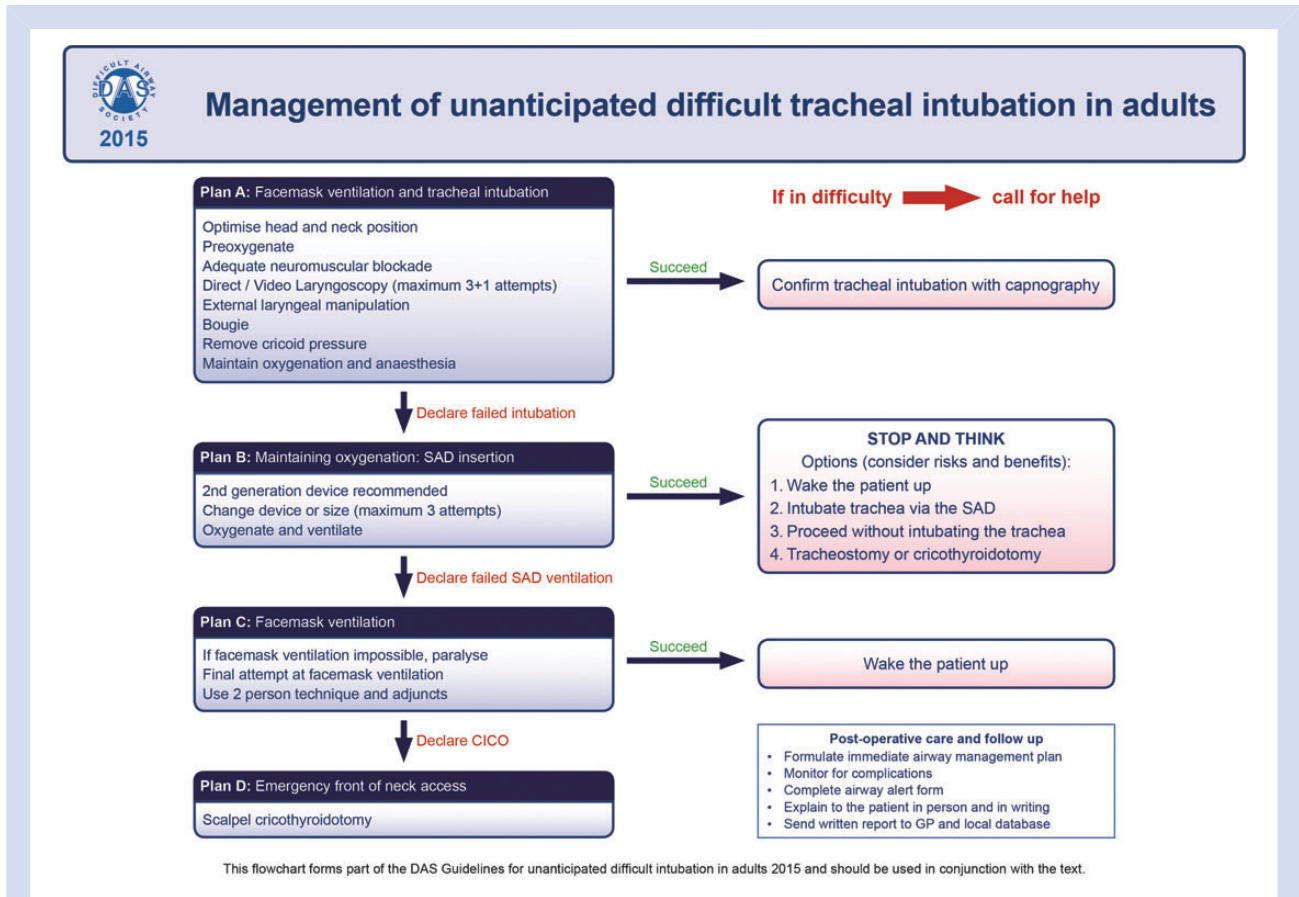 DIFFICULT AIRWAY
DAS
SOCIETY
2015
Management of unanticipated difficult tracheal intubation in adults
Plan A: Facemask ventilation and tracheal intubation
Optimise head and neck position
Preoxygenate
Adequate neuromuscular blockade
Direct / Video Laryngoscopy (maximum 3+1 attempts)
External laryngeal manipulation
Bougie
Remove cricoid pressure
Maintain oxygenation and anaesthesia
If in difficulty call for help
Succeed
Confirm tracheal intubation with capnography
Declare failed intubation
Plan B: Maintaining oxygenation: SAD insertion
2nd generation device recommended
Change device or size (maximum 3 attempts)
Oxygenate and ventilate
Succeed
STOP AND THINK
Options (consider risks and benefits):
1. Wake the patient up
2. Intubate trachea via the SAD
3. Proceed without intubating the trachea
4. Tracheostomy or cricothyroidotomy
Declare failed SAD ventilation
Plan C: Facemask ventilation
If facemask ventilation impossible, paralyse
Final attempt at facemask ventilation
Use 2 person technique and adjuncts
Succeed
Wake the patient up
Declare CICO
Plan D: Emergency front of neck access
Scalpel cricothyroidotomy
Post-operative care and follow up
• Formulate immediate airway management plan
• Monitor for complications
• Complete airway alert form
• Explain to the patient in person and in writing
• Send written report to GP and local database
This flowchart forms part of the DAS Guidelines for unanticipated difficult intubation in adults 2015 and should be used in conjunction with the text.